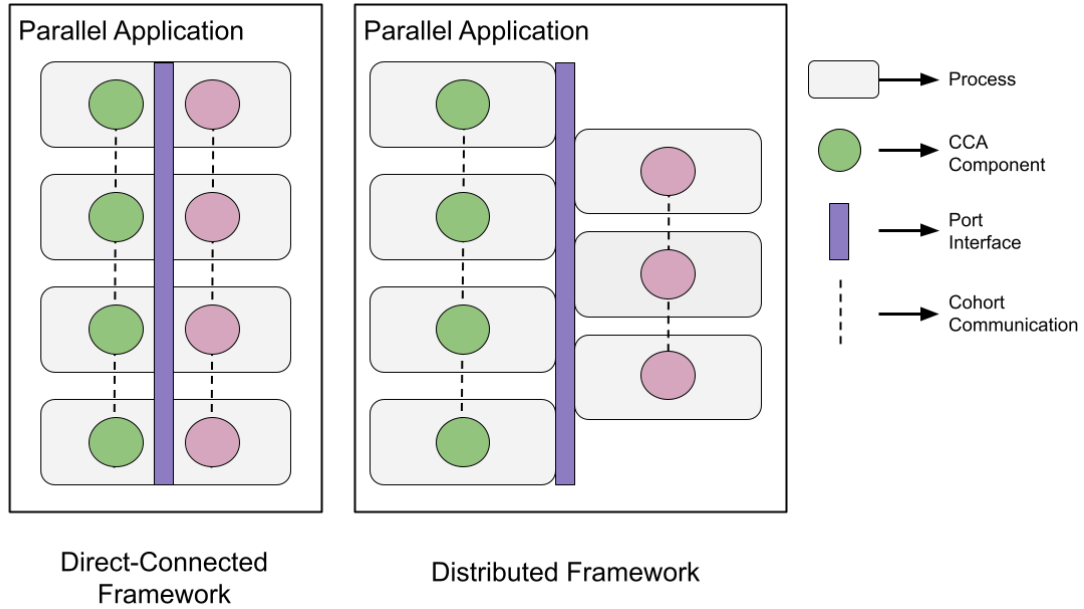 Parallel Application
Parallel Application
Process
CCA
Component
Port
Interface
Cohort
Communication
Direct-Connected
Framework
Distributed Framework